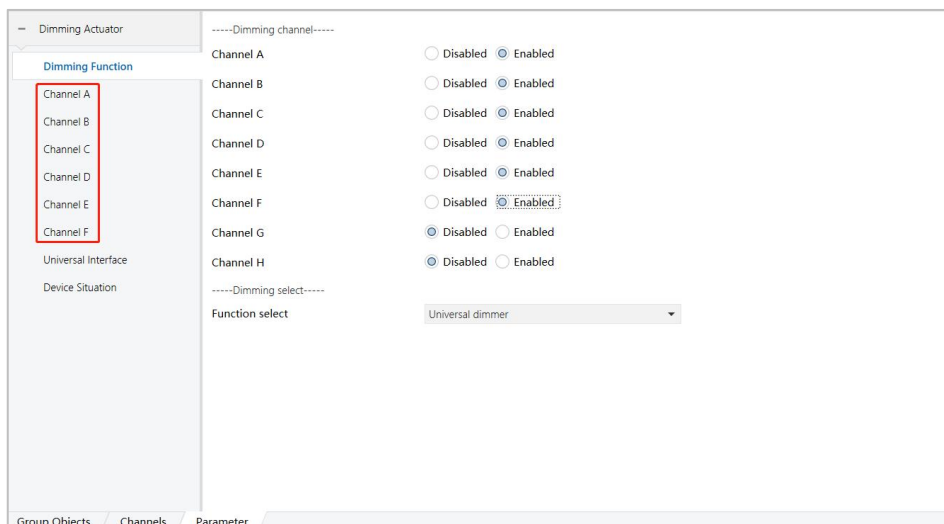 Dimming Actuator
Dimming Function
Channel A
Channel B
Channel C
Channel D
Channel E
Channel F
Universal Interface
Device Situation
-----Dimming channel-----
Channel A Disabled Enabled
Channel B Disabled Enabled
Channel C Disabled Enabled
Channel D Disabled Enabled
Channel E Disabled Enabled
Channel F Disabled Enabled
Channel G Disabled Enabled
Channel H Disabled Enabled
-----Dimming select-----
Function select Universal dimmer
Group Objects Channels Parameter